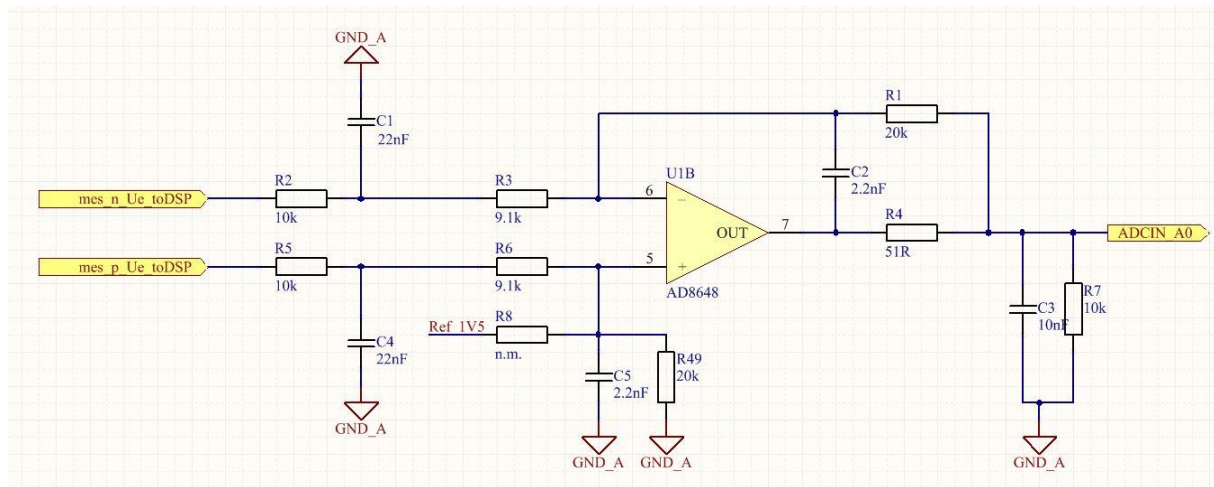 GND_A
C1
22nF
R1
20k
C2
2.2nF
R2
10k
mes_n_Ue_toDSP
R3
9.1k
U1B
6
OUT
7
R4
51R
ADCIN_A0
R5
10k
mes_p_Ue_toDSP
R6
9.1k
5
AD8648
R8
Ref_1V5
n.m.
C4
22nF
GND_A
C5
2.2nF
R49
20k
GND_A
GND_A
C3
10nF
R7
10k
GND_A